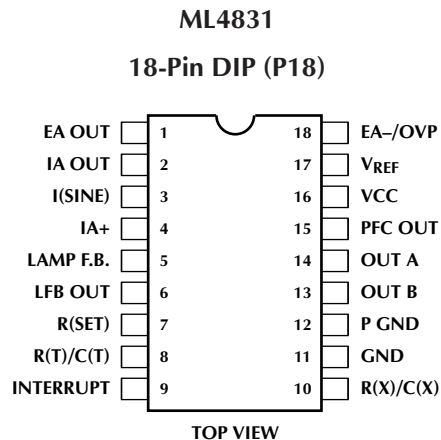 ML4831
18-Pin DIP (P18)
EA OUT 1 18 EA–/OVP
IA OUT 2 17 VREF
I(SINE) 3 16 VCC
IA+ 4 15 PFC OUT
LAMP F.B. 5 14 OUT A
LFB OUT 6 13 OUT B
R(SET) 7 12 P GND
R(T)/C(T) 8 11 GND
INTERRUPT 9 10 R(X)/C(X)
TOP VIEW